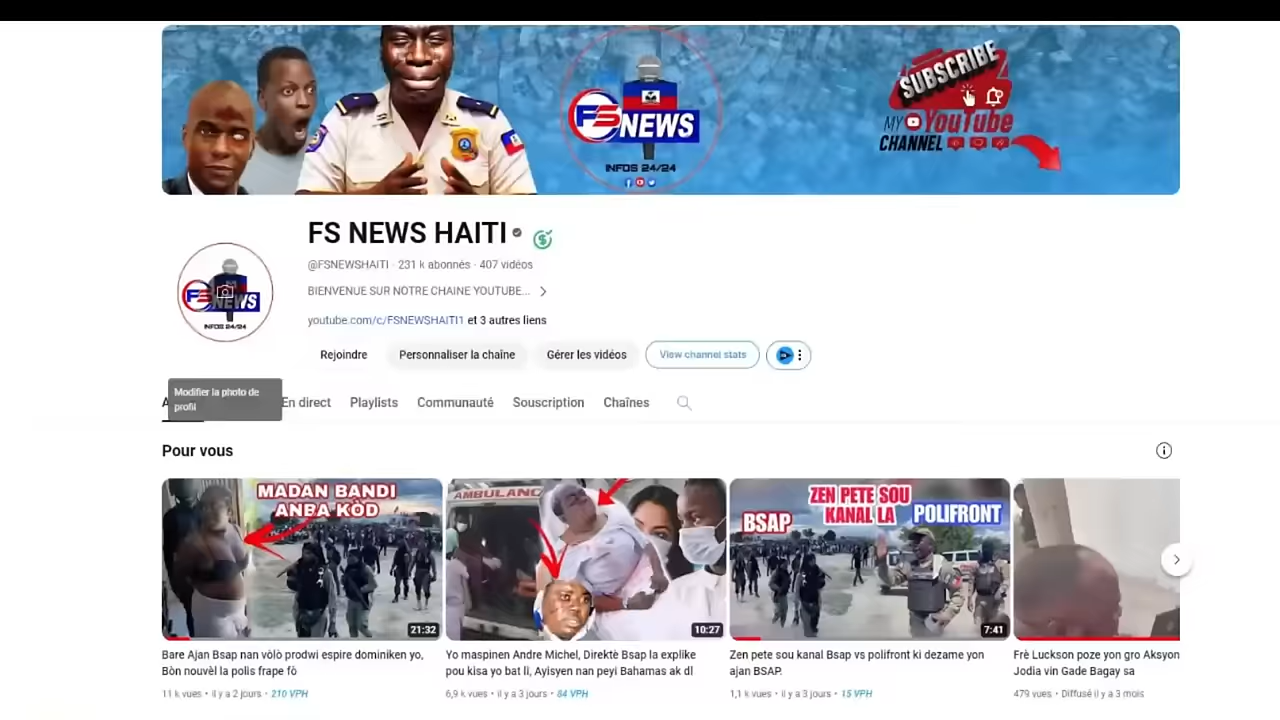 FS NEWS
INFOS 24/24
SUBSCRIBE
MY YouTube
CHANNEL
FS NEWS HAITI
@FSNEWSHAITI · 231 k abonnés · 407 vidéos
BIENVENUE SUR NOTRE CHAINE YOUTUBE...
youtube.com/c/FSNEWSHAITI1 et 3 autres liens
FS NEWS
INFOS 24/24
Rejoindre Personnaliser la chaîne Gérer les vidéos View channel stats
Modifier la photo de
profil
A En direct Playlists Communauté Souscription Chaînes
Pour vous
MADAN BANDI
ANBA KÒD
21:32
AMBULANC
10:27
ZEN PETE SOU
KANAL LA
BSAP
POLIFRONT
7:41
Bare Ajan Bsap nan vòlò prodwi espire dominiken yo,
Bòn nouvèl la polis frape fò
11 k vues • il y a 2 jours • 210 VPH
Yo maspinen Andre Michel, Direktè Bsap la explike
pou kisa yo bat li, Ayisyen nan peyi Bahamas ak dl
6,9 k vues • il y a 3 jours • 84 VPH
Zen pete sou kanal Bsap vs polifront ki dezame yon
ajan BSAP.
1,1 k vues • il y a 3 jours • 15 VPH
Frè Luckson poze yon gro Aksyon
Jodia vin Gade Bagay sa
479 vues • Diffusé il y a 3 mois